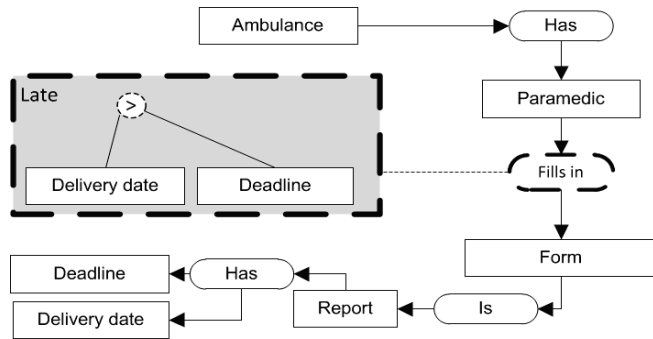 Ambulance
Has
Late
>
Paramedic
Delivery date
Deadline
Fills in
Form
Deadline
Has
Report
Is
Delivery date